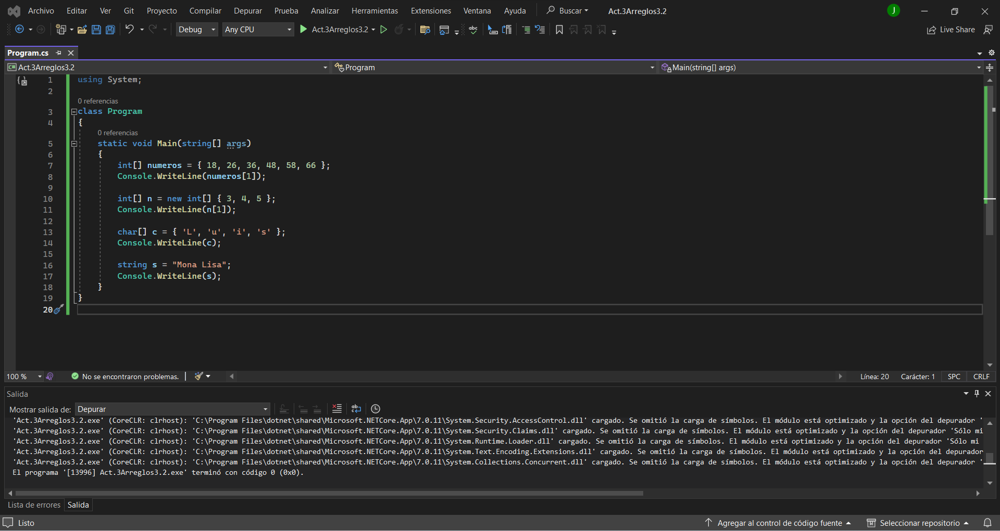 Archivo Editar Ver Git Proyecto Compilar Depurar Prueba Analizar Herramientas Extensiones Ventana Ayuda Buscar Act.3Arreglos3.2 J
Debug Any CPU Act.3Arreglos3.2 abc Live Share
Program.cs
C# Act.3Arreglos3.2 Program Main(string[] args)
1 using System;
2
0 referencias
3 class Program
4 {
0 referencias
5 static void Main(string[] args)
6 {
7 int[] numeros = { 18, 26, 36, 48, 58, 66 };
8 Console.WriteLine(numeros[1]);
9
10 int[] n = new int[] { 3, 4, 5 };
11 Console.WriteLine(n[1]);
12
13 char[] c = { 'L', 'u', 'i', 's' };
14 Console.WriteLine(c);
15
16 string s = "Mona Lisa";
17 Console.WriteLine(s);
18 }
19 }
20
100 % No se encontraron problemas. Línea: 20 Carácter: 1 SPC CRLF
Salida
Mostrar salida de: Depurar
'Act.3Arreglos3.2.exe' (CoreCLR: clrhost): 'C:\Program Files\dotnet\shared\Microsoft.NETCore.App\7.0.11\System.Security.AccessControl.dll' cargado. Se omitió la carga de símbolos. El módulo está optimizado y la opción del depurador '
'Act.3Arreglos3.2.exe' (CoreCLR: clrhost): 'C:\Program Files\dotnet\shared\Microsoft.NETCore.App\7.0.11\System.Security.Claims.dll' cargado. Se omitió la carga de símbolos. El módulo está optimizado y la opción del depurador 'Sólo mi
'Act.3Arreglos3.2.exe' (CoreCLR: clrhost): 'C:\Program Files\dotnet\shared\Microsoft.NETCore.App\7.0.11\System.Runtime.Loader.dll' cargado. Se omitió la carga de símbolos. El módulo está optimizado y la opción del depurador 'Sólo mi
'Act.3Arreglos3.2.exe' (CoreCLR: clrhost): 'C:\Program Files\dotnet\shared\Microsoft.NETCore.App\7.0.11\System.Text.Encoding.Extensions.dll' cargado. Se omitió la carga de símbolos. El módulo está optimizado y la opción del depurador
'Act.3Arreglos3.2.exe' (CoreCLR: clrhost): 'C:\Program Files\dotnet\shared\Microsoft.NETCore.App\7.0.11\System.Collections.Concurrent.dll' cargado. Se omitió la carga de símbolos. El módulo está optimizado y la opción del depurador '
El programa '[13996] Act.3Arreglos3.2.exe' terminó con código 0 (0x0).
Lista de errores Salida
Listo Agregar al control de código fuente Seleccionar repositorio